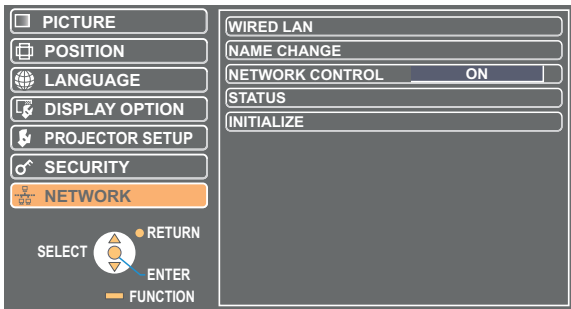 PICTURE
POSITION
LANGUAGE
DISPLAY OPTION
PROJECTOR SETUP
SECURITY
NETWORK
RETURN
SELECT
ENTER
FUNCTION
WIRED LAN
NAME CHANGE
NETWORK CONTROL ON
STATUS
INITIALIZE